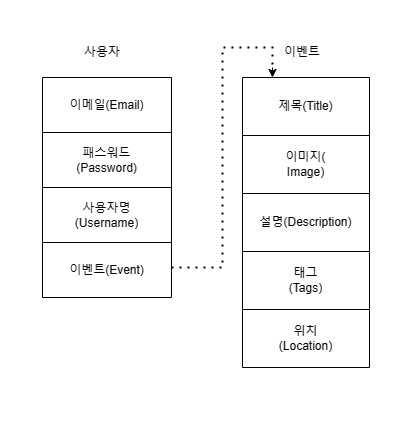 사용자
이메일(Email)
패스워드
(Password)
사용자명
(Username)
이벤트(Event)
이벤트
제목(Title)
이미지(
Image)
설명(Description)
태그
(Tags)
위치
(Location)